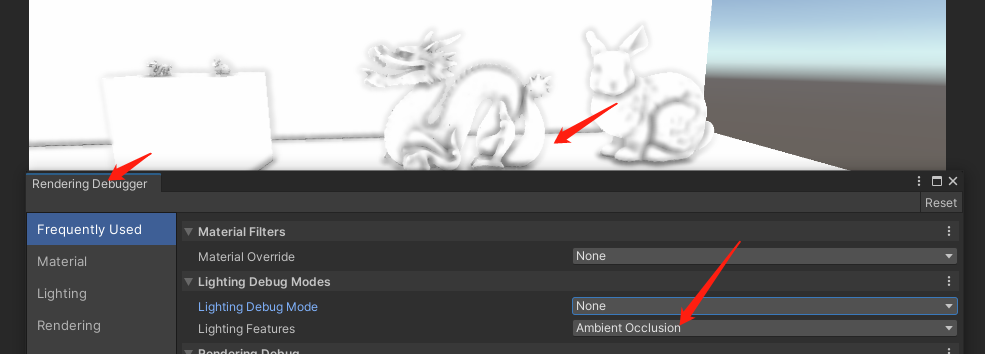 Rendering Debugger
Reset
Frequently Used
Material
Lighting
Rendering
Material Filters
Material Override None
Lighting Debug Modes
Lighting Debug Mode None
Lighting Features Ambient Occlusion
Rendering Debug